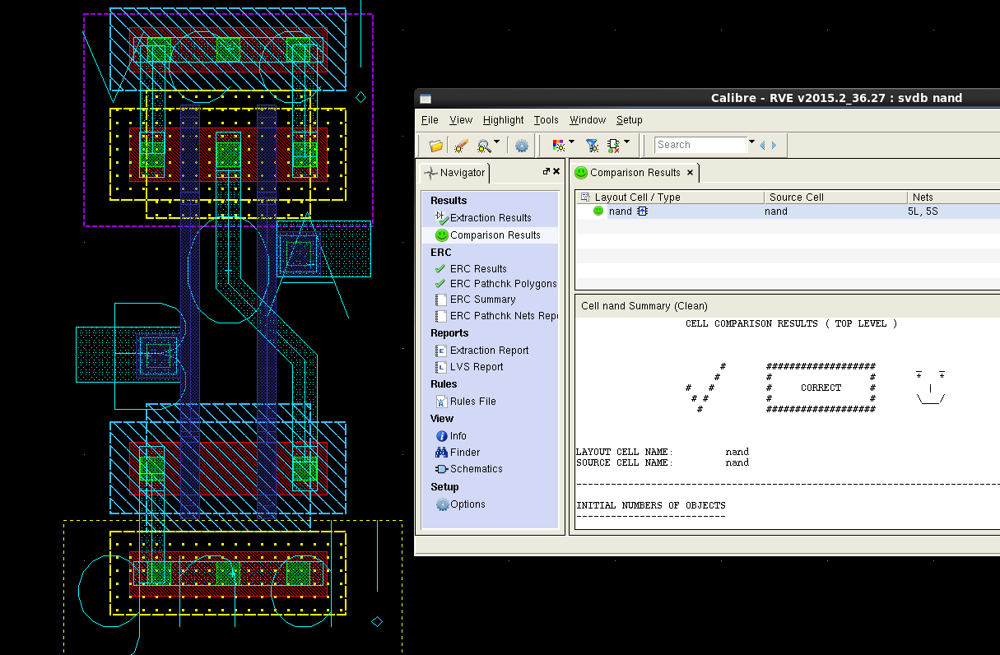 Calibre - RVE v2015.2_36.27 : svdb nand
File View Highlight Tools Window Setup
Search
Navigator
Results
Extraction Results
Comparison Results
ERC
ERC Results
ERC Pathchk Polygons
ERC Summary
ERC Pathchk Nets Repo
Reports
Extraction Report
LVS Report
Rules
Rules File
View
Info
Finder
Schematics
Setup
Options
Comparison Results
Layout Cell / Type Source Cell Nets
nand nand 5L, 5S
Cell nand Summary (Clean)
CELL COMPARISON RESULTS ( TOP LEVEL )
CORRECT
LAYOUT CELL NAME: nand
SOURCE CELL NAME: nand
INITIAL NUMBERS OF OBJECTS